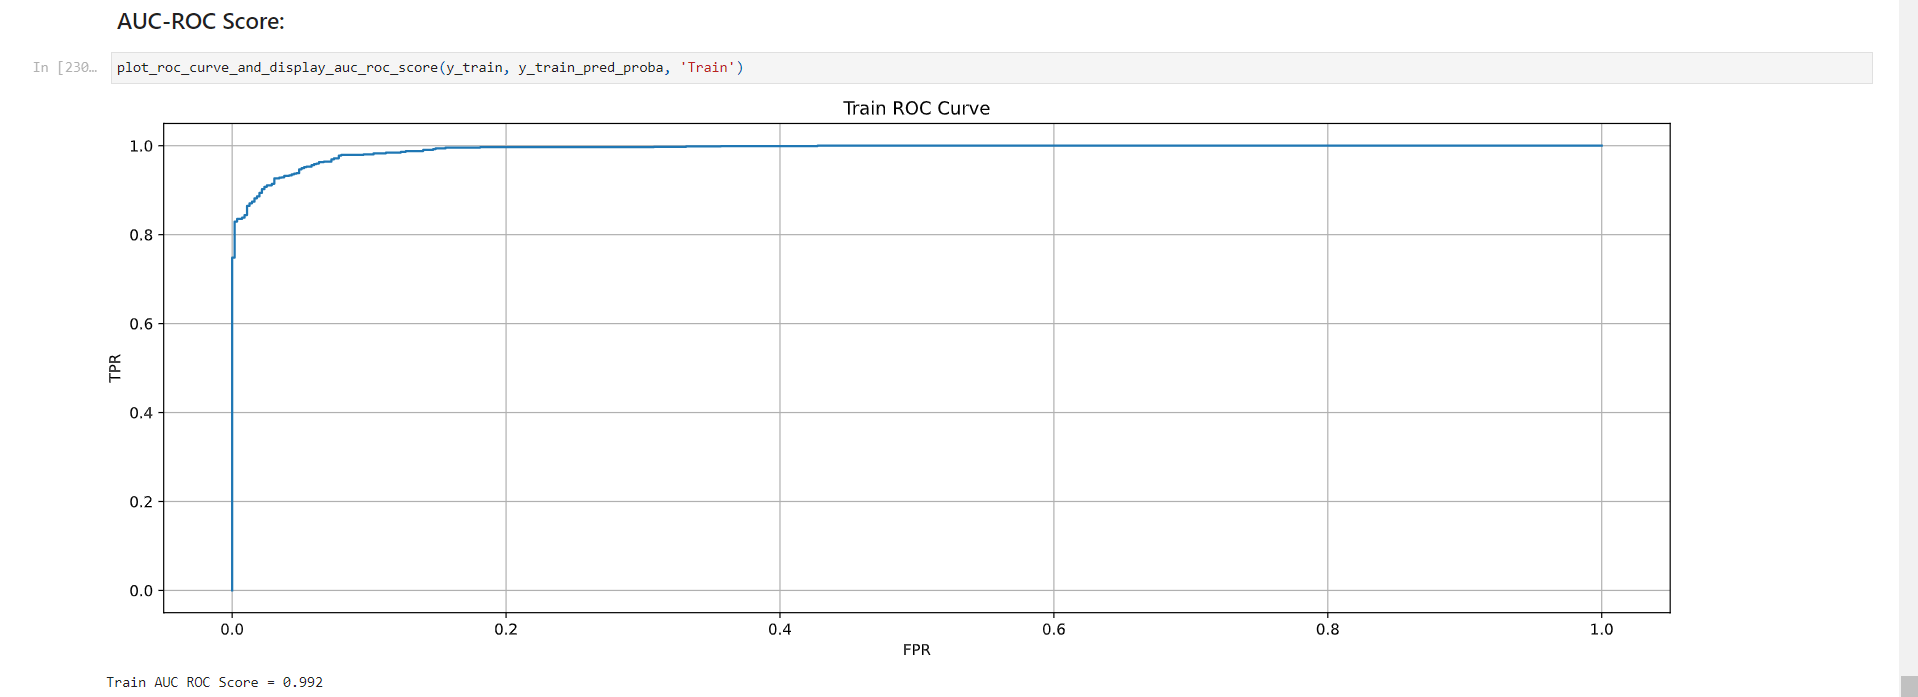 AUC-ROC Score:
In [230…
plot_roc_curve_and_display_auc_roc_score(y_train, y_train_pred_proba, 'Train')
Train ROC Curve
1.0
0.8
0.6
0.4
0.2
0.0
TPR
0.0 0.2 0.4 0.6 0.8 1.0
FPR
Train AUC ROC Score = 0.992